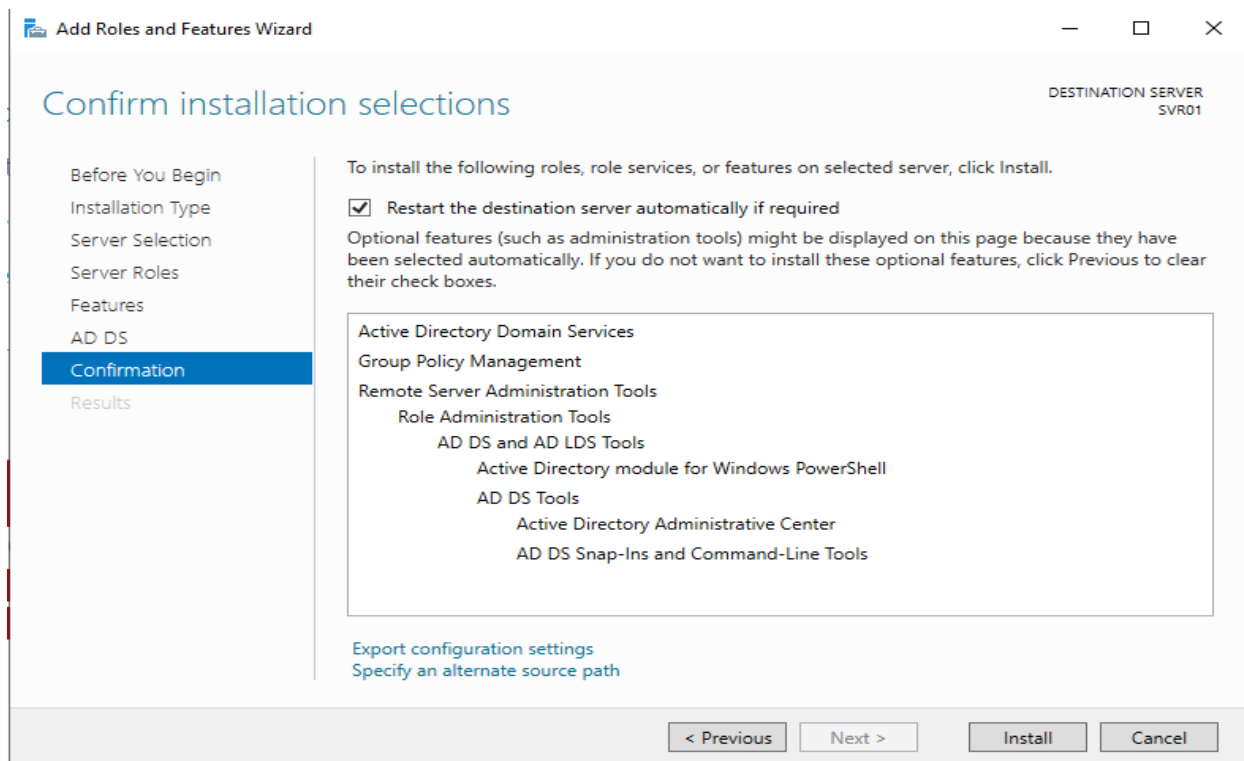 Add Roles and Features Wizard
Confirm installation selections
DESTINATION SERVER
SVR01
Before You Begin
Installation Type
Server Selection
Server Roles
Features
AD DS
Confirmation
Results
To install the following roles, role services, or features on selected server, click Install.
Restart the destination server automatically if required
Optional features (such as administration tools) might be displayed on this page because they have
been selected automatically. If you do not want to install these optional features, click Previous to clear
their check boxes.
Active Directory Domain Services
Group Policy Management
Remote Server Administration Tools
Role Administration Tools
AD DS and AD LDS Tools
Active Directory module for Windows PowerShell
AD DS Tools
Active Directory Administrative Center
AD DS Snap-Ins and Command-Line Tools
Export configuration settings
Specify an alternate source path
< Previous
Next >
Install
Cancel